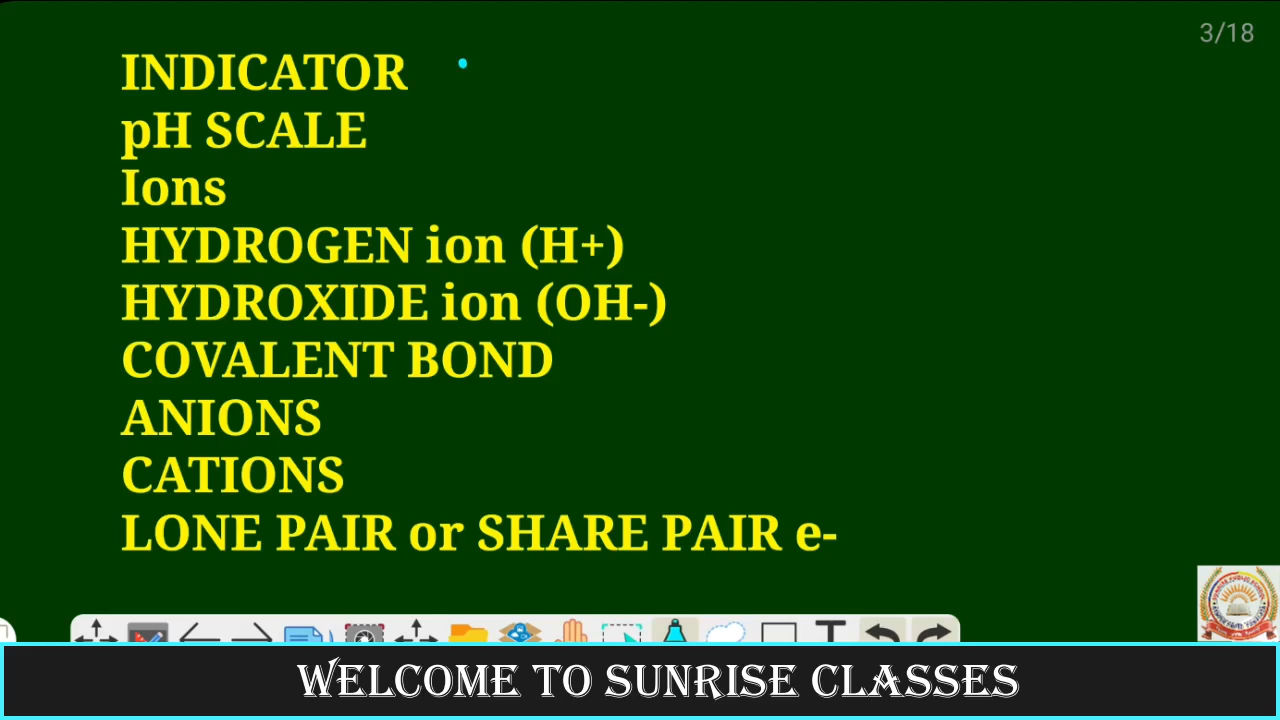 3/18
INDICATOR
pH SCALE
Ions
HYDROGEN ion (H+)
HYDROXIDE ion (OH-)
COVALENT BOND
ANIONS
CATIONS
LONE PAIR or SHARE PAIR e-
WELCOME TO SUNRISE CLASSES